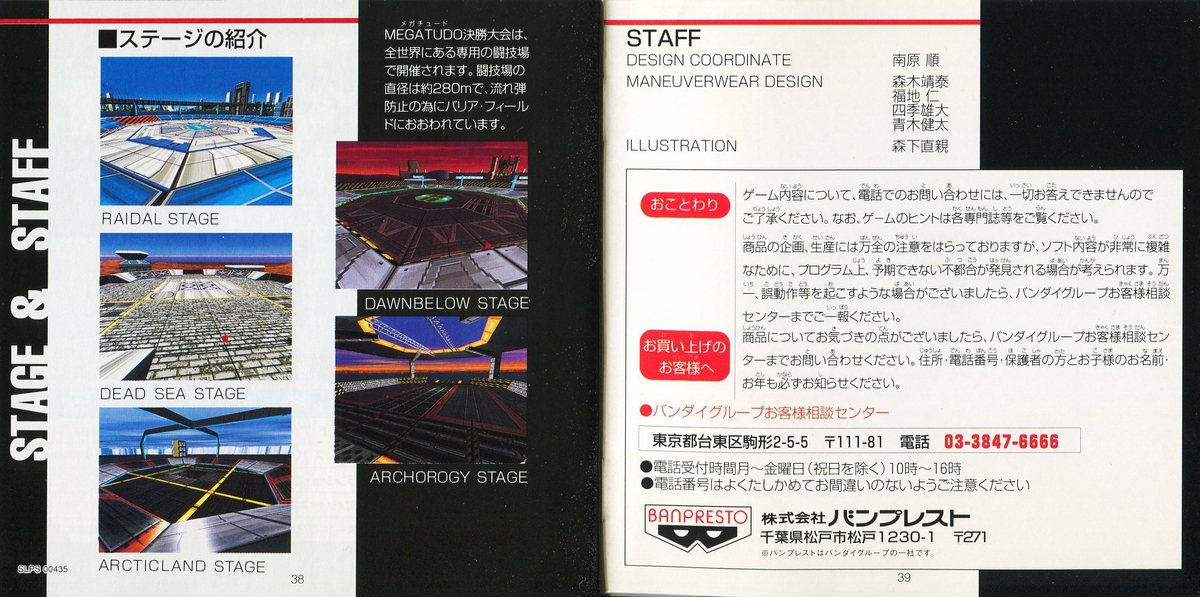 STAGE & STAFF
■ステージの紹介
メガチュード
MEGATUDO決勝大会は、
全世界にある専用の闘技場
で開催されます。闘技場の
直径は約280mで、流れ弾
防止の為にバリア・フィール
ドにおおわれています。
RAIDAL STAGE
DAWNBELOW STAGE
DEAD SEA STAGE
ARCHOROGY STAGE
ARCTICLAND STAGE
SLPS 00435
38
STAFF
DESIGN COORDINATE 南原 順
MANEUVERWEAR DESIGN 森木靖泰
福地 仁
四季雄大
青木健太
ILLUSTRATION 森下直親
おことわり
ゲーム内容について、電話でのお問い合わせには、一切お答えできませんので
ご了承ください。なお、ゲームのヒントは各専門誌等をご覧ください。
商品の企画、生産には万全の注意をはらっておりますが、ソフト内容が非常に複雑
なために、プログラム上、予期できない不都合が発見される場合が考えられます。万
一、誤動作等を起こすような場合がございましたら、バンダイグループお客様相談
センターまでご一報ください。
お買い上げの
お客様へ
商品についてお気づきの点がございましたら、バンダイグループお客様相談セン
ターまでお問い合わせください。住所・電話番号・保護者の方とお子様のお名前・
お年も必ずお知らせください。
●バンダイグループお客様相談センター
東京都台東区駒形2-5-5 〒111-81 電話 03-3847-6666
●電話受付時間月〜金曜日(祝日を除く)10時〜16時
●電話番号はよくたしかめてお間違いのないようご注意ください
BANPRESTO
株式会社 バンプレスト
千葉県松戸市松戸1230-1 〒271
※バンプレストはバンダイグループの一社です。
39